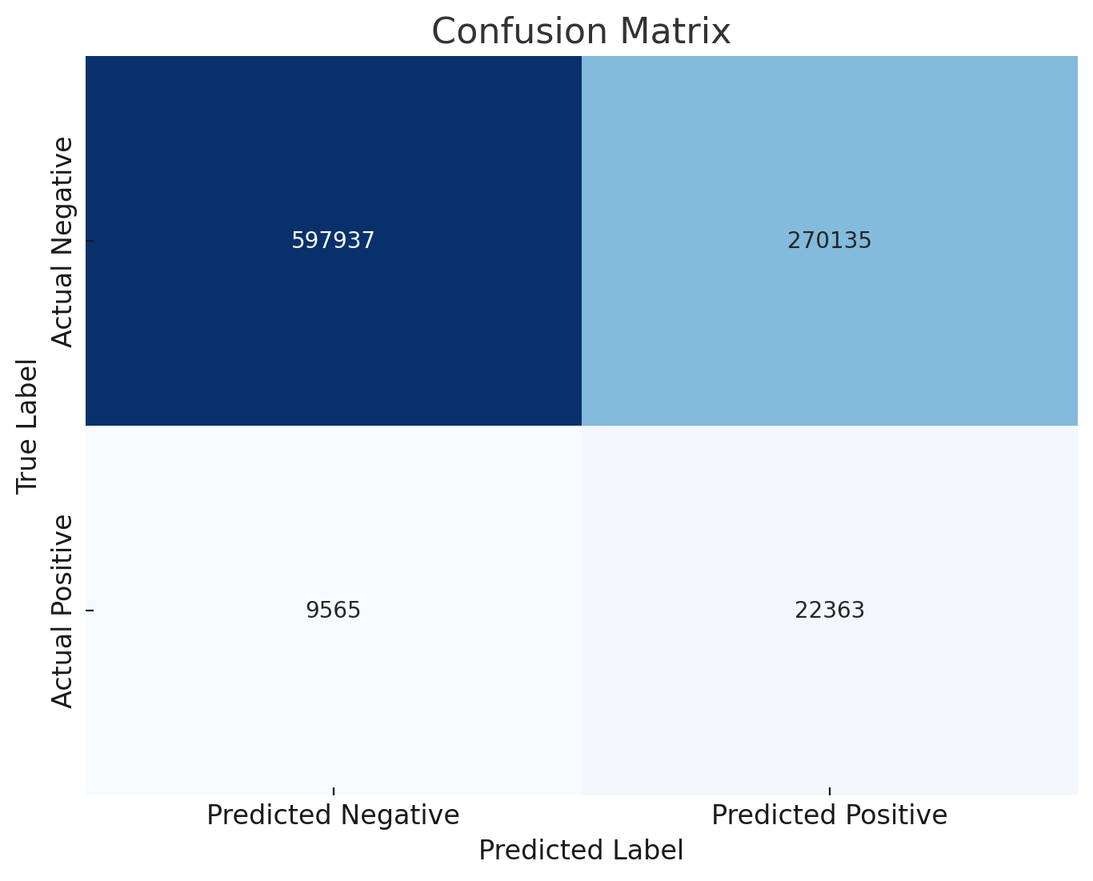 Confusion Matrix
True Label
Actual Negative
597937
270135
Actual Positive
9565
22363
Predicted Negative
Predicted Positive
Predicted Label